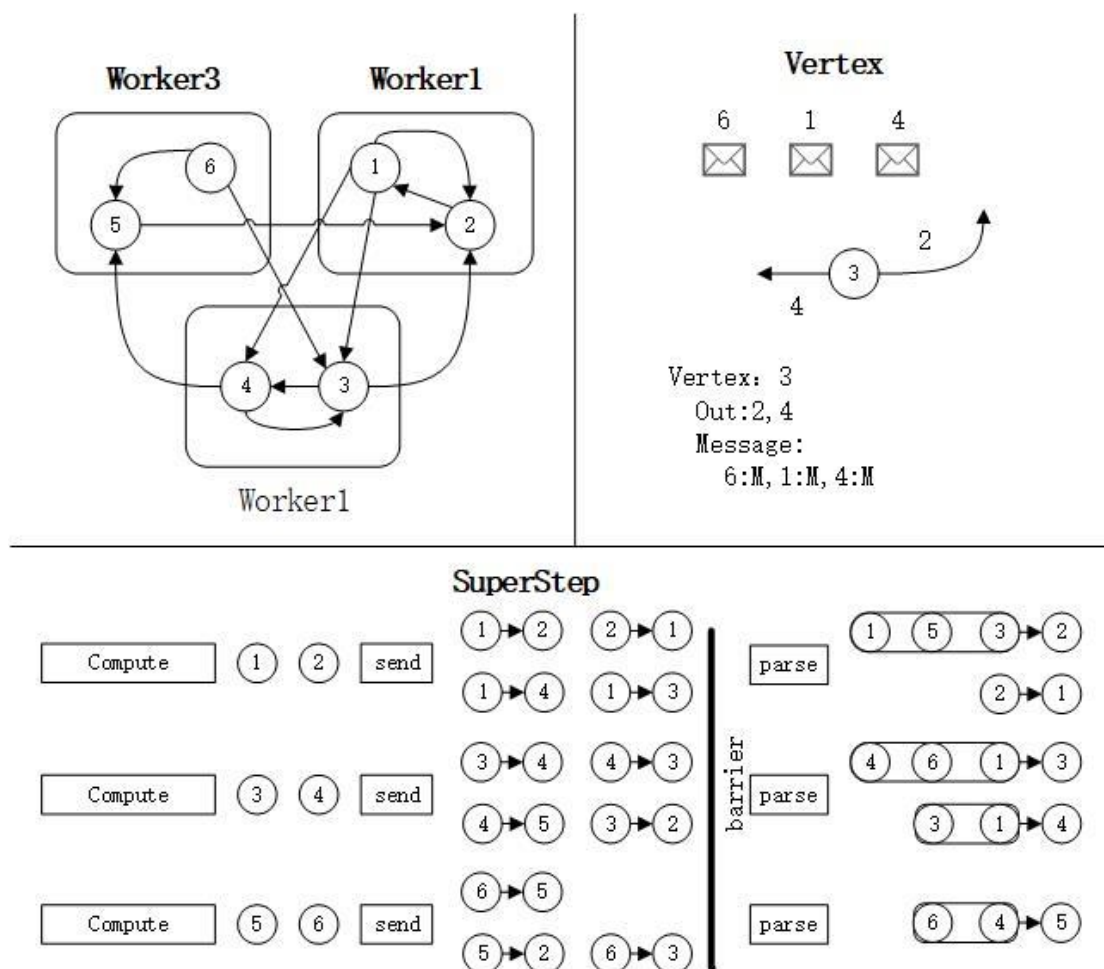 Worker3
Worker1
6
1
5
2
4
3
Worker1
Vertex
6 1 4
2
3
4
Vertex: 3
Out:2,4
Message:
6:M,1:M,4:M
SuperStep
Compute 1 2 send
1 2 2 1
1 4 1 3
parse
1 5 3 2
2 1
Compute 3 4 send
3 4 4 3
4 5 3 2
barrier
parse
4 6 1 3
3 1 4
Compute 5 6 send
6 5
5 2 6 3
parse
6 4 5